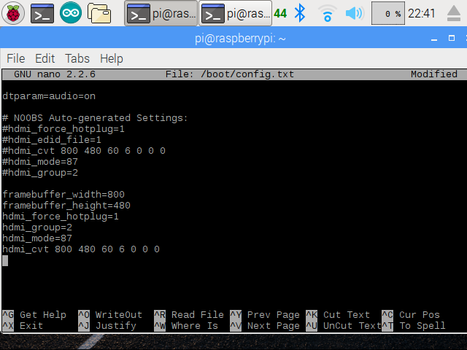 pi@ras...
pi@ras...
44
0 %
22:41
pi@raspberrypi: ~
File Edit Tabs Help
GNU nano 2.2.6 File: /boot/config.txt Modified
dtparam=audio=on
# NOOBS Auto-generated Settings:
#hdmi_force_hotplug=1
#hdmi_edid_file=1
#hdmi_cvt 800 480 60 6 0 0 0
#hdmi_mode=87
#hdmi_group=2
framebuffer_width=800
framebuffer_height=480
hdmi_force_hotplug=1
hdmi_group=2
hdmi_mode=87
hdmi_cvt 800 480 60 6 0 0 0
^G Get Help ^O WriteOut ^R Read File ^Y Prev Page ^K Cut Text ^C Cur Pos
^X Exit ^J Justify ^W Where Is ^V Next Page ^U UnCut Text ^T To Spell